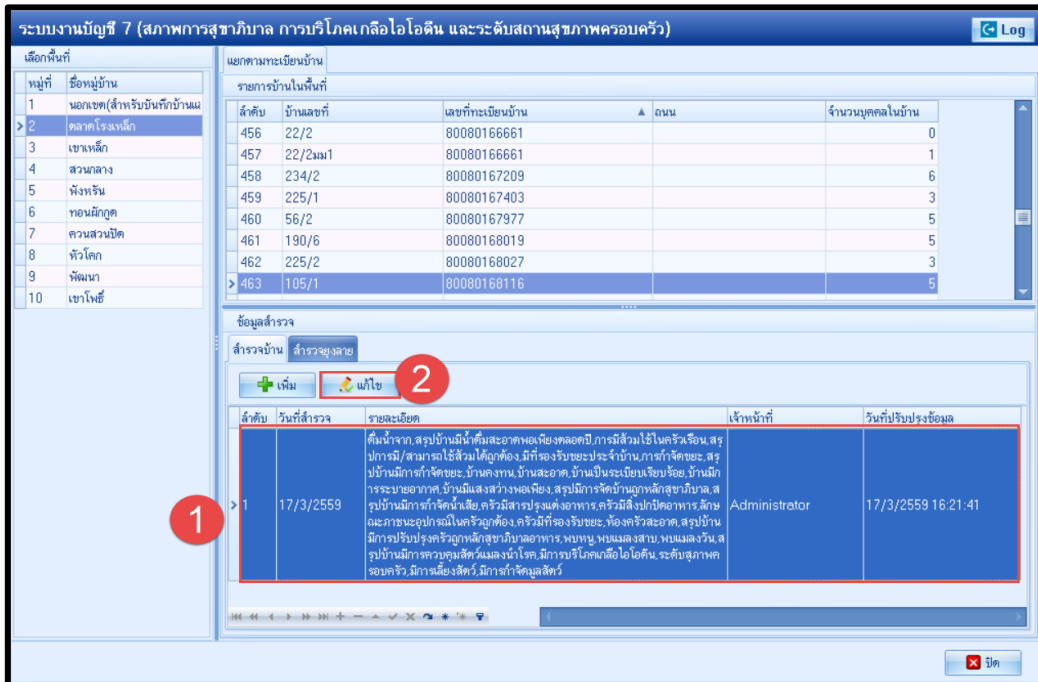 ระบบงานบัญชี 7 (สภาพการสุขาภิบาล การบริโภคเกลือไอโอดีน และระดับสถานสุขภาพครอบครัว)
Log
เลือกพื้นที่
หมู่ที่ ชื่อหมู่บ้าน
1 นอกเขต(สำหรับบันทึกบ้านแล
2 ตลาดโรงเหล็ก
3 เขาเหล็ก
4 สวนกลาง
5 พังหรัน
6 ทอนผักกูด
7 ควนสวนปิด
8 หัวโคก
9 พัฒนา
10 เขาโพธิ์
แยกตามทะเบียนบ้าน
รายการบ้านในพื้นที่
ลำดับ บ้านเลขที่ เลขที่ทะเบียนบ้าน ถนน จำนวนบุคคลในบ้าน
456 22/2 80080166661 0
457 22/2มม1 80080166661 1
458 234/2 80080167209 6
459 225/1 80080167403 3
460 56/2 80080167977 5
461 190/6 80080168019 5
462 225/2 80080168027 3
463 105/1 80080168116 5
ข้อมูลสำรวจ
สำรวจบ้าน สำรวจยุงลาย
เพิ่ม แก้ไข 2
ลำดับ วันที่สำรวจ รายละเอียด เจ้าหน้าที่ วันที่ปรับปรุงข้อมูล
ดื่มน้ำจาก,สรุปบ้านมีน้ำดื่มสะอาดพอเพียงตลอดปี,การมีส้วมใช้ในครัวเรือน,สรุ
ปการมี/สามารถใช้ส้วมได้ถูกต้อง,มีที่รองรับขยะประจำบ้าน,การกำจัดขยะ,สรุ
ปบ้านมีการกำจัดขยะ,บ้านคงทน,บ้านสะอาด,บ้านเป็นระเบียบเรียบร้อย,บ้านมีก
ารระบายอากาศ,บ้านมีแสงสว่างพอเพียง,สรุปมีการจัดบ้านถูกหลักสุขาภิบาล,ส
1 1 17/3/2559 รุปบ้านมีการกำจัดน้ำเสีย,ครัวมีสารปรุงแต่งอาหาร,ครัวมีสิ่งปกปิดอาหาร,ลักษ Administrator 17/3/2559 16:21:41
ณะภาชนะอุปกรณ์ในครัวถูกต้อง,ครัวมีที่รองรับขยะ,ห้องครัวสะอาด,สรุปบ้าน
มีการปรับปรุงครัวถูกหลักสุขาภิบาลอาหาร,พบหนู,พบแมลงสาบ,พบแมลงวัน,ส
รุปบ้านมีการควบคุมสัตว์แมลงนำโรค,มีการบริโภคเกลือไอโอดีน,ระดับสุภาพค
รอบครัว,มีการเลี้ยงสัตว์,มีการกำจัดมูลสัตว์
ปิด